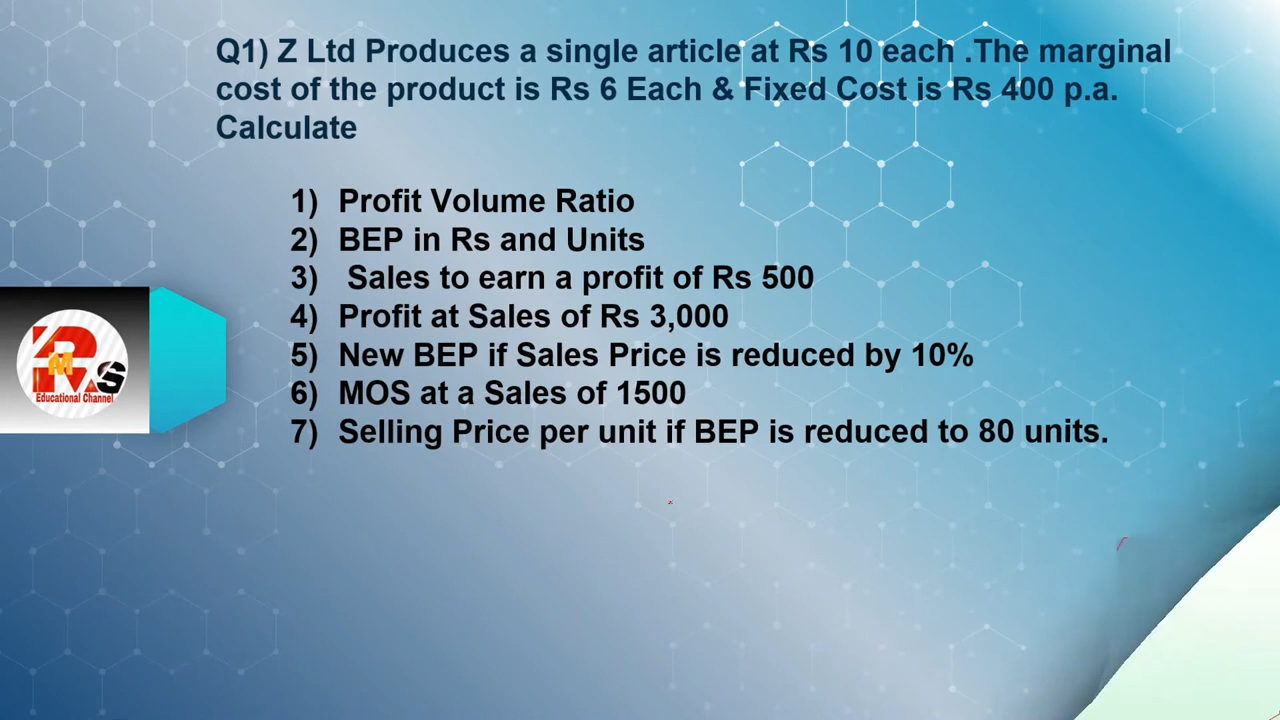 Q1) Z Ltd Produces a single article at Rs 10 each .The marginal
cost of the product is Rs 6 Each & Fixed Cost is Rs 400 p.a.
Calculate
1) Profit Volume Ratio
2) BEP in Rs and Units
3) Sales to earn a profit of Rs 500
4) Profit at Sales of Rs 3,000
5) New BEP if Sales Price is reduced by 10%
6) MOS at a Sales of 1500
7) Selling Price per unit if BEP is reduced to 80 units.
Educational Channel